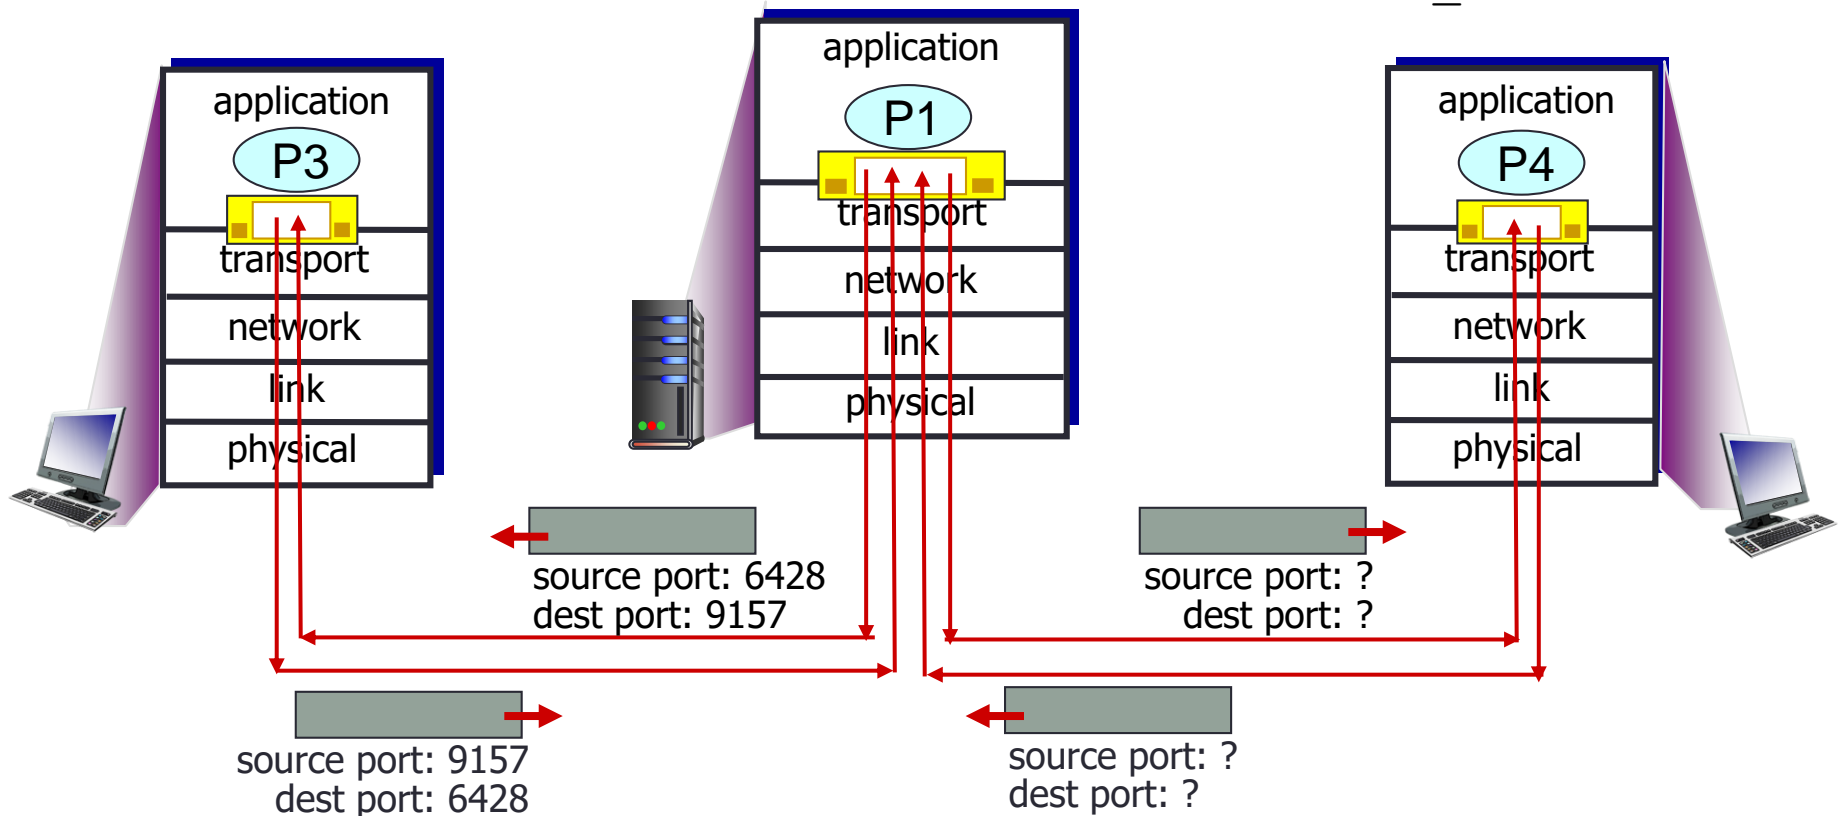 application
P3
transport
network
link
physical
application
P1
transport
network
link
physical
application
P4
transport
network
link
physical
source port: 6428
dest port: 9157
source port: ?
dest port: ?
source port: 9157
dest port: 6428
source port: ?
dest port: ?